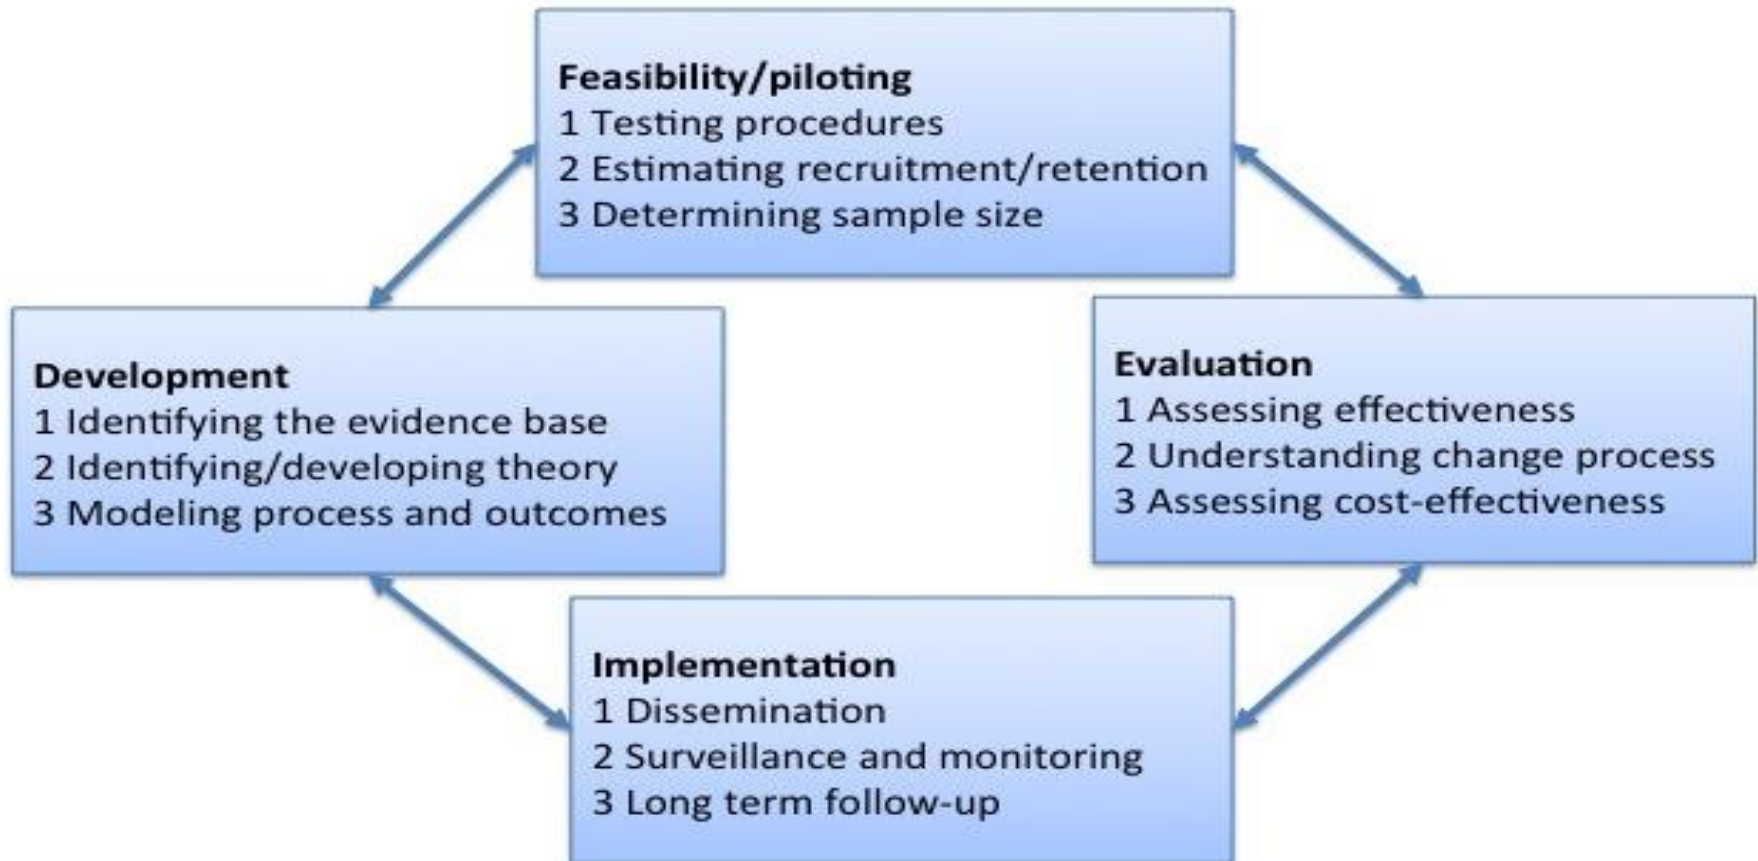 Feasibility/piloting
1 Testing procedures
2 Estimating recruitment/retention
3 Determining sample size
Development
1 Identifying the evidence base
2 Identifying/developing theory
3 Modeling process and outcomes
Evaluation
1 Assessing effectiveness
2 Understanding change process
3 Assessing cost-effectiveness
Implementation
1 Dissemination
2 Surveillance and monitoring
3 Long term follow-up